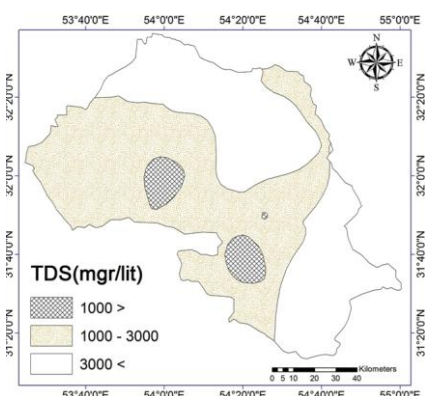 53°40'0"E 54°0'0"E 54°20'0"E 54°40'0"E 55°0'0"E
N
W E
S
32°20'0"N 32°20'0"N
32°0'0"N 32°0'0"N
31°40'0"N 31°40'0"N
31°20'0"N 31°20'0"N
TDS(mgr/lit)
1000 >
1000 - 3000
3000 <
Kilometers
0 5 10 20 30 40
53°40'0"E 54°0'0"E 54°20'0"E 54°40'0"E 55°0'0"E